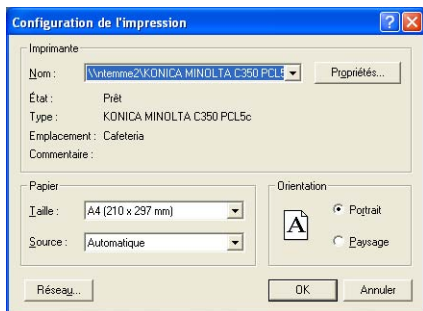 Configuration de l'impression
Imprimante
Nom : \\ntemme2\KONICA MINOLTA C350 PCL5
Propriétés...
État : Prêt
Type : KONICA MINOLTA C350 PCL5c
Emplacement : Cafeteria
Commentaire :
Papier
Orientation
Taille : A4 (210 x 297 mm)
Portrait
Source : Automatique
A
Paysage
Réseau...
OK
Annuler